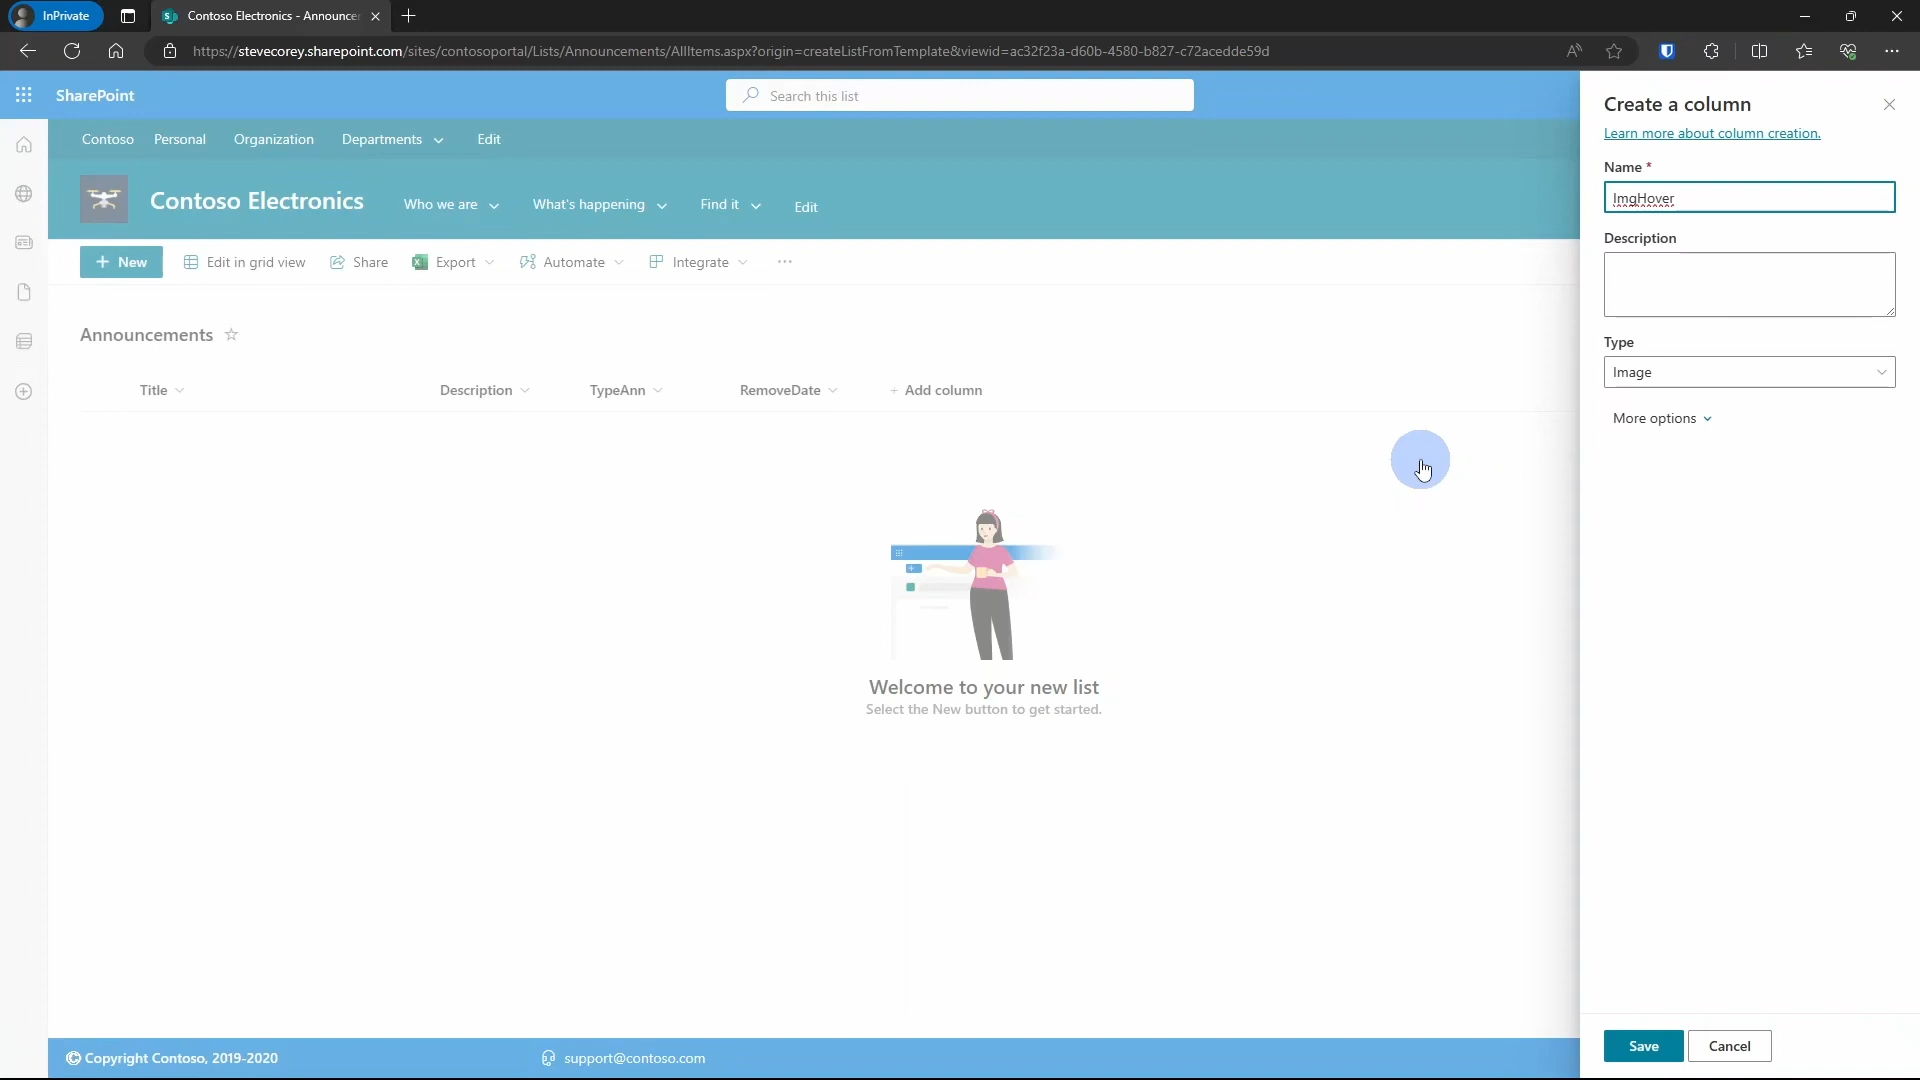 InPrivate
Contoso Electronics - Announce
https://stevecorey.sharepoint.com/sites/contosoportal/Lists/Announcements/AllItems.aspx?origin=createListFromTemplate&viewid=ac32f23a-d60b-4580-b827-c72acedde59d
SharePoint
Search this list
Contoso Personal Organization Departments Edit
Contoso Electronics
Who we are What's happening Find it Edit
New Edit in grid view Share Export Automate Integrate
Announcements
Title Description TypeAnn RemoveDate + Add column
Welcome to your new list
Select the New button to get started.
© Copyright Contoso, 2019-2020
support@contoso.com
Create a column
Learn more about column creation.
Name *
ImgHover
Description
Type
Image
More options
Save Cancel